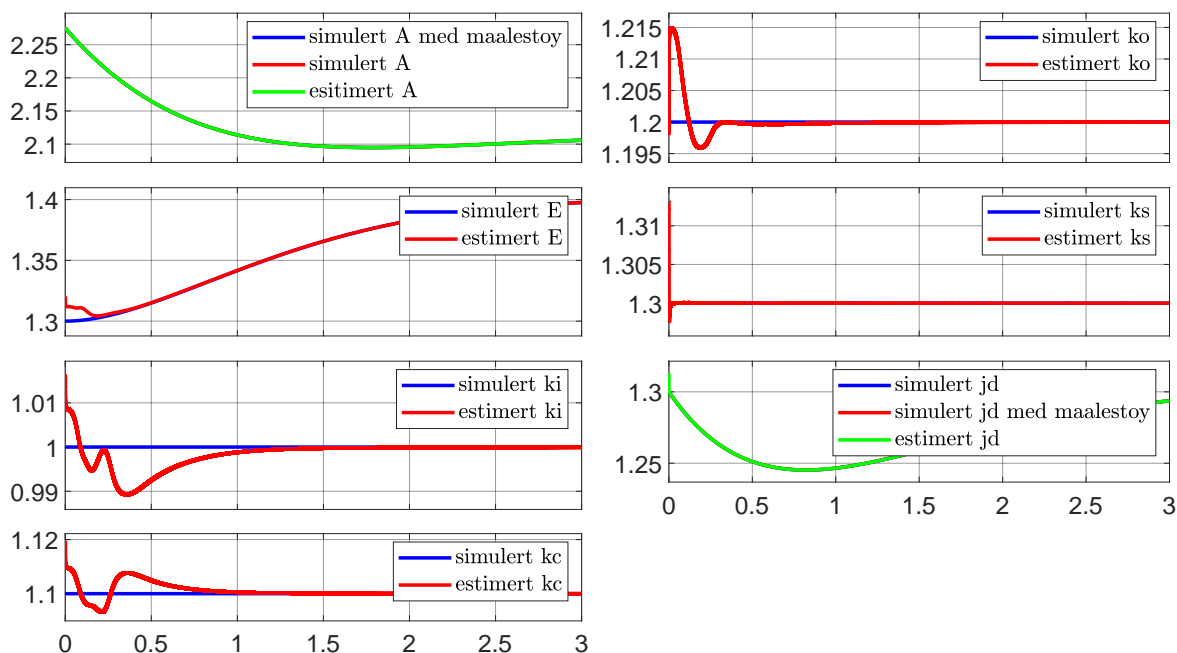 2.25
2.2
2.15
2.1
simulert A med maalestoy
simulert A
esitimert A
1.4
1.35
1.3
simulert E
estimert E
1.01
1
0.99
simulert ki
estimert ki
1.12
1.1
simulert kc
estimert kc
0 0.5 1 1.5 2 2.5 3
1.215
1.21
1.205
1.2
1.195
simulert ko
estimert ko
1.31
1.305
1.3
simulert ks
estimert ks
1.3
1.25
simulert jd
simulert jd med maalestoy
estimert jd
0 0.5 1 1.5 2 2.5 3